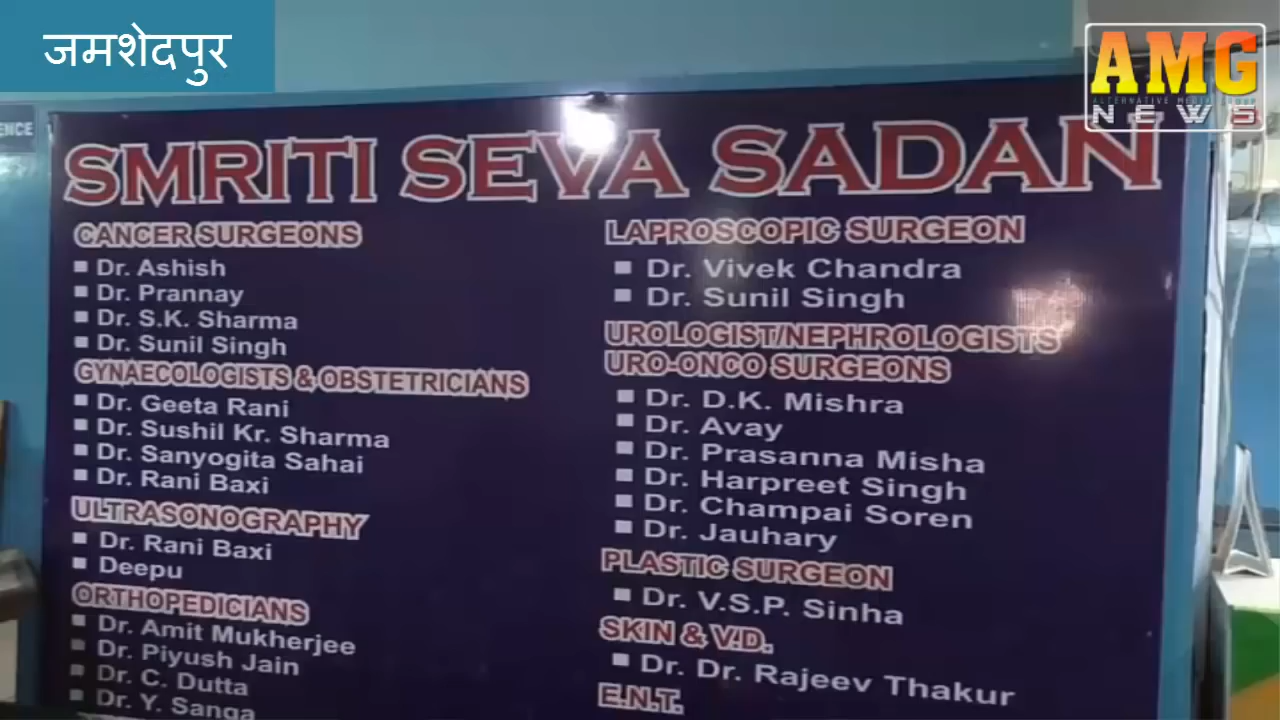 जमशेदपुर
AMG
ALTERNATIVE MEDIA GROUP
NEWS
ENCE
SMRITI SEVA SADAN
CANCER SURGEONS
Dr. Ashish
Dr. Prannay
Dr. S.K. Sharma
Dr. Sunil Singh
GYNAECOLOGISTS & OBSTETRICIANS
Dr. Geeta Rani
Dr. Sushil Kr. Sharma
Dr. Sanyogita Sahai
Dr. Rani Baxi
ULTRASONOGRAPHY
Dr. Rani Baxi
Deepu
ORTHOPEDICIANS
Dr. Amit Mukherjee
Dr. Piyush Jain
Dr. C. Dutta
Dr. Y. Sanga
LAPROSCOPIC SURGEON
Dr. Vivek Chandra
Dr. Sunil Singh
UROLOGIST/NEPHROLOGISTS
URO-ONCO SURGEONS
Dr. D.K. Mishra
Dr. Avay
Dr. Prasanna Misha
Dr. Harpreet Singh
Dr. Champai Soren
Dr. Jauhary
PLASTIC SURGEON
Dr. V.S.P. Sinha
SKIN & V.D.
Dr. Dr. Rajeev Thakur
E.N.T.